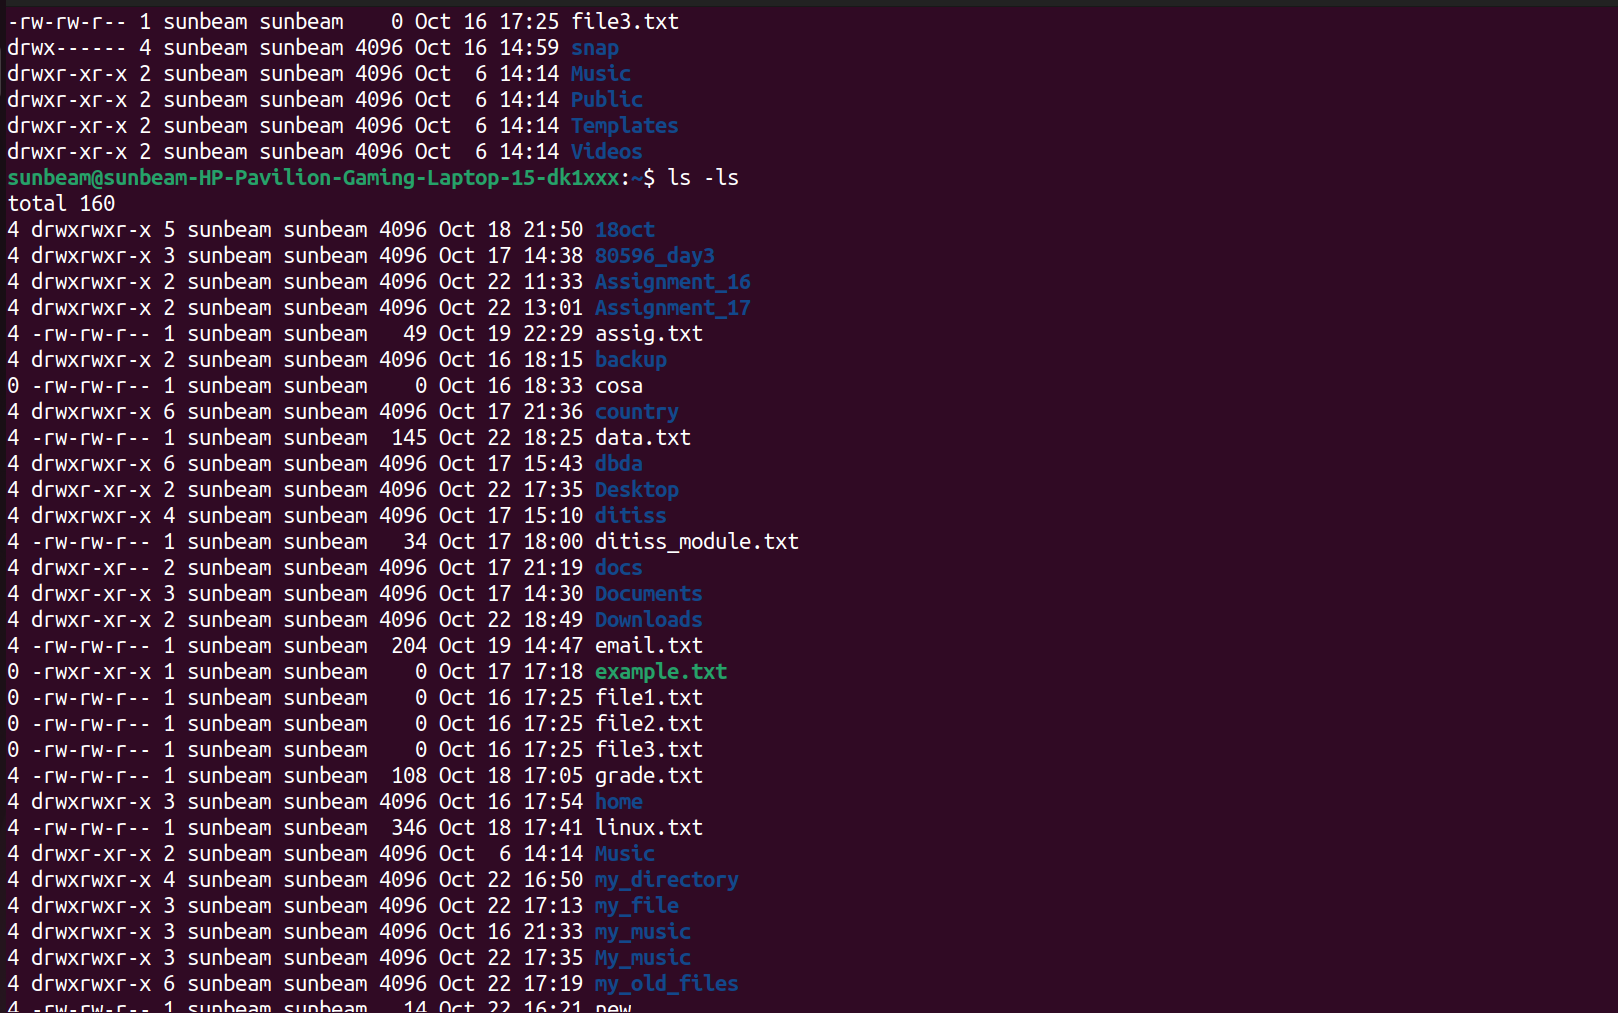 -rw-rw-r-- 1 sunbeam sunbeam    0 Oct 16 17:25 file3.txt
drwx------ 4 sunbeam sunbeam 4096 Oct 16 14:59 snap
drwxr-xr-x 2 sunbeam sunbeam 4096 Oct  6 14:14 Music
drwxr-xr-x 2 sunbeam sunbeam 4096 Oct  6 14:14 Public
drwxr-xr-x 2 sunbeam sunbeam 4096 Oct  6 14:14 Templates
drwxr-xr-x 2 sunbeam sunbeam 4096 Oct  6 14:14 Videos
sunbeam@sunbeam-HP-Pavilion-Gaming-Laptop-15-dk1xxx:~$ ls -ls
total 160
4 drwxrwxr-x 5 sunbeam sunbeam 4096 Oct 18 21:50 18oct
4 drwxrwxr-x 3 sunbeam sunbeam 4096 Oct 17 14:38 80596_day3
4 drwxrwxr-x 2 sunbeam sunbeam 4096 Oct 22 11:33 Assignment_16
4 drwxrwxr-x 2 sunbeam sunbeam 4096 Oct 22 13:01 Assignment_17
4 -rw-rw-r-- 1 sunbeam sunbeam   49 Oct 19 22:29 assig.txt
4 drwxrwxr-x 2 sunbeam sunbeam 4096 Oct 16 18:15 backup
0 -rw-rw-r-- 1 sunbeam sunbeam    0 Oct 16 18:33 cosa
4 drwxrwxr-x 6 sunbeam sunbeam 4096 Oct 17 21:36 country
4 -rw-rw-r-- 1 sunbeam sunbeam  145 Oct 22 18:25 data.txt
4 drwxrwxr-x 6 sunbeam sunbeam 4096 Oct 17 15:43 dbda
4 drwxr-xr-x 2 sunbeam sunbeam 4096 Oct 22 17:35 Desktop
4 drwxrwxr-x 4 sunbeam sunbeam 4096 Oct 17 15:10 ditiss
4 -rw-rw-r-- 1 sunbeam sunbeam   34 Oct 17 18:00 ditiss_module.txt
4 drwxr-xr-- 2 sunbeam sunbeam 4096 Oct 17 21:19 docs
4 drwxr-xr-x 3 sunbeam sunbeam 4096 Oct 17 14:30 Documents
4 drwxr-xr-x 2 sunbeam sunbeam 4096 Oct 22 18:49 Downloads
4 -rw-rw-r-- 1 sunbeam sunbeam  204 Oct 19 14:47 email.txt
0 -rwxr-xr-x 1 sunbeam sunbeam    0 Oct 17 17:18 example.txt
0 -rw-rw-r-- 1 sunbeam sunbeam    0 Oct 16 17:25 file1.txt
0 -rw-rw-r-- 1 sunbeam sunbeam    0 Oct 16 17:25 file2.txt
0 -rw-rw-r-- 1 sunbeam sunbeam    0 Oct 16 17:25 file3.txt
4 -rw-rw-r-- 1 sunbeam sunbeam  108 Oct 18 17:05 grade.txt
4 drwxrwxr-x 3 sunbeam sunbeam 4096 Oct 16 17:54 home
4 -rw-rw-r-- 1 sunbeam sunbeam  346 Oct 18 17:41 linux.txt
4 drwxr-xr-x 2 sunbeam sunbeam 4096 Oct  6 14:14 Music
4 drwxrwxr-x 4 sunbeam sunbeam 4096 Oct 22 16:50 my_directory
4 drwxrwxr-x 3 sunbeam sunbeam 4096 Oct 22 17:13 my_file
4 drwxrwxr-x 3 sunbeam sunbeam 4096 Oct 16 21:33 my_music
4 drwxrwxr-x 3 sunbeam sunbeam 4096 Oct 22 17:35 My_music
4 drwxrwxr-x 6 sunbeam sunbeam 4096 Oct 22 17:19 my_old_files
4 -rw-rw-r-- 1 sunbeam sunbeam   14 Oct 22 16:21 new